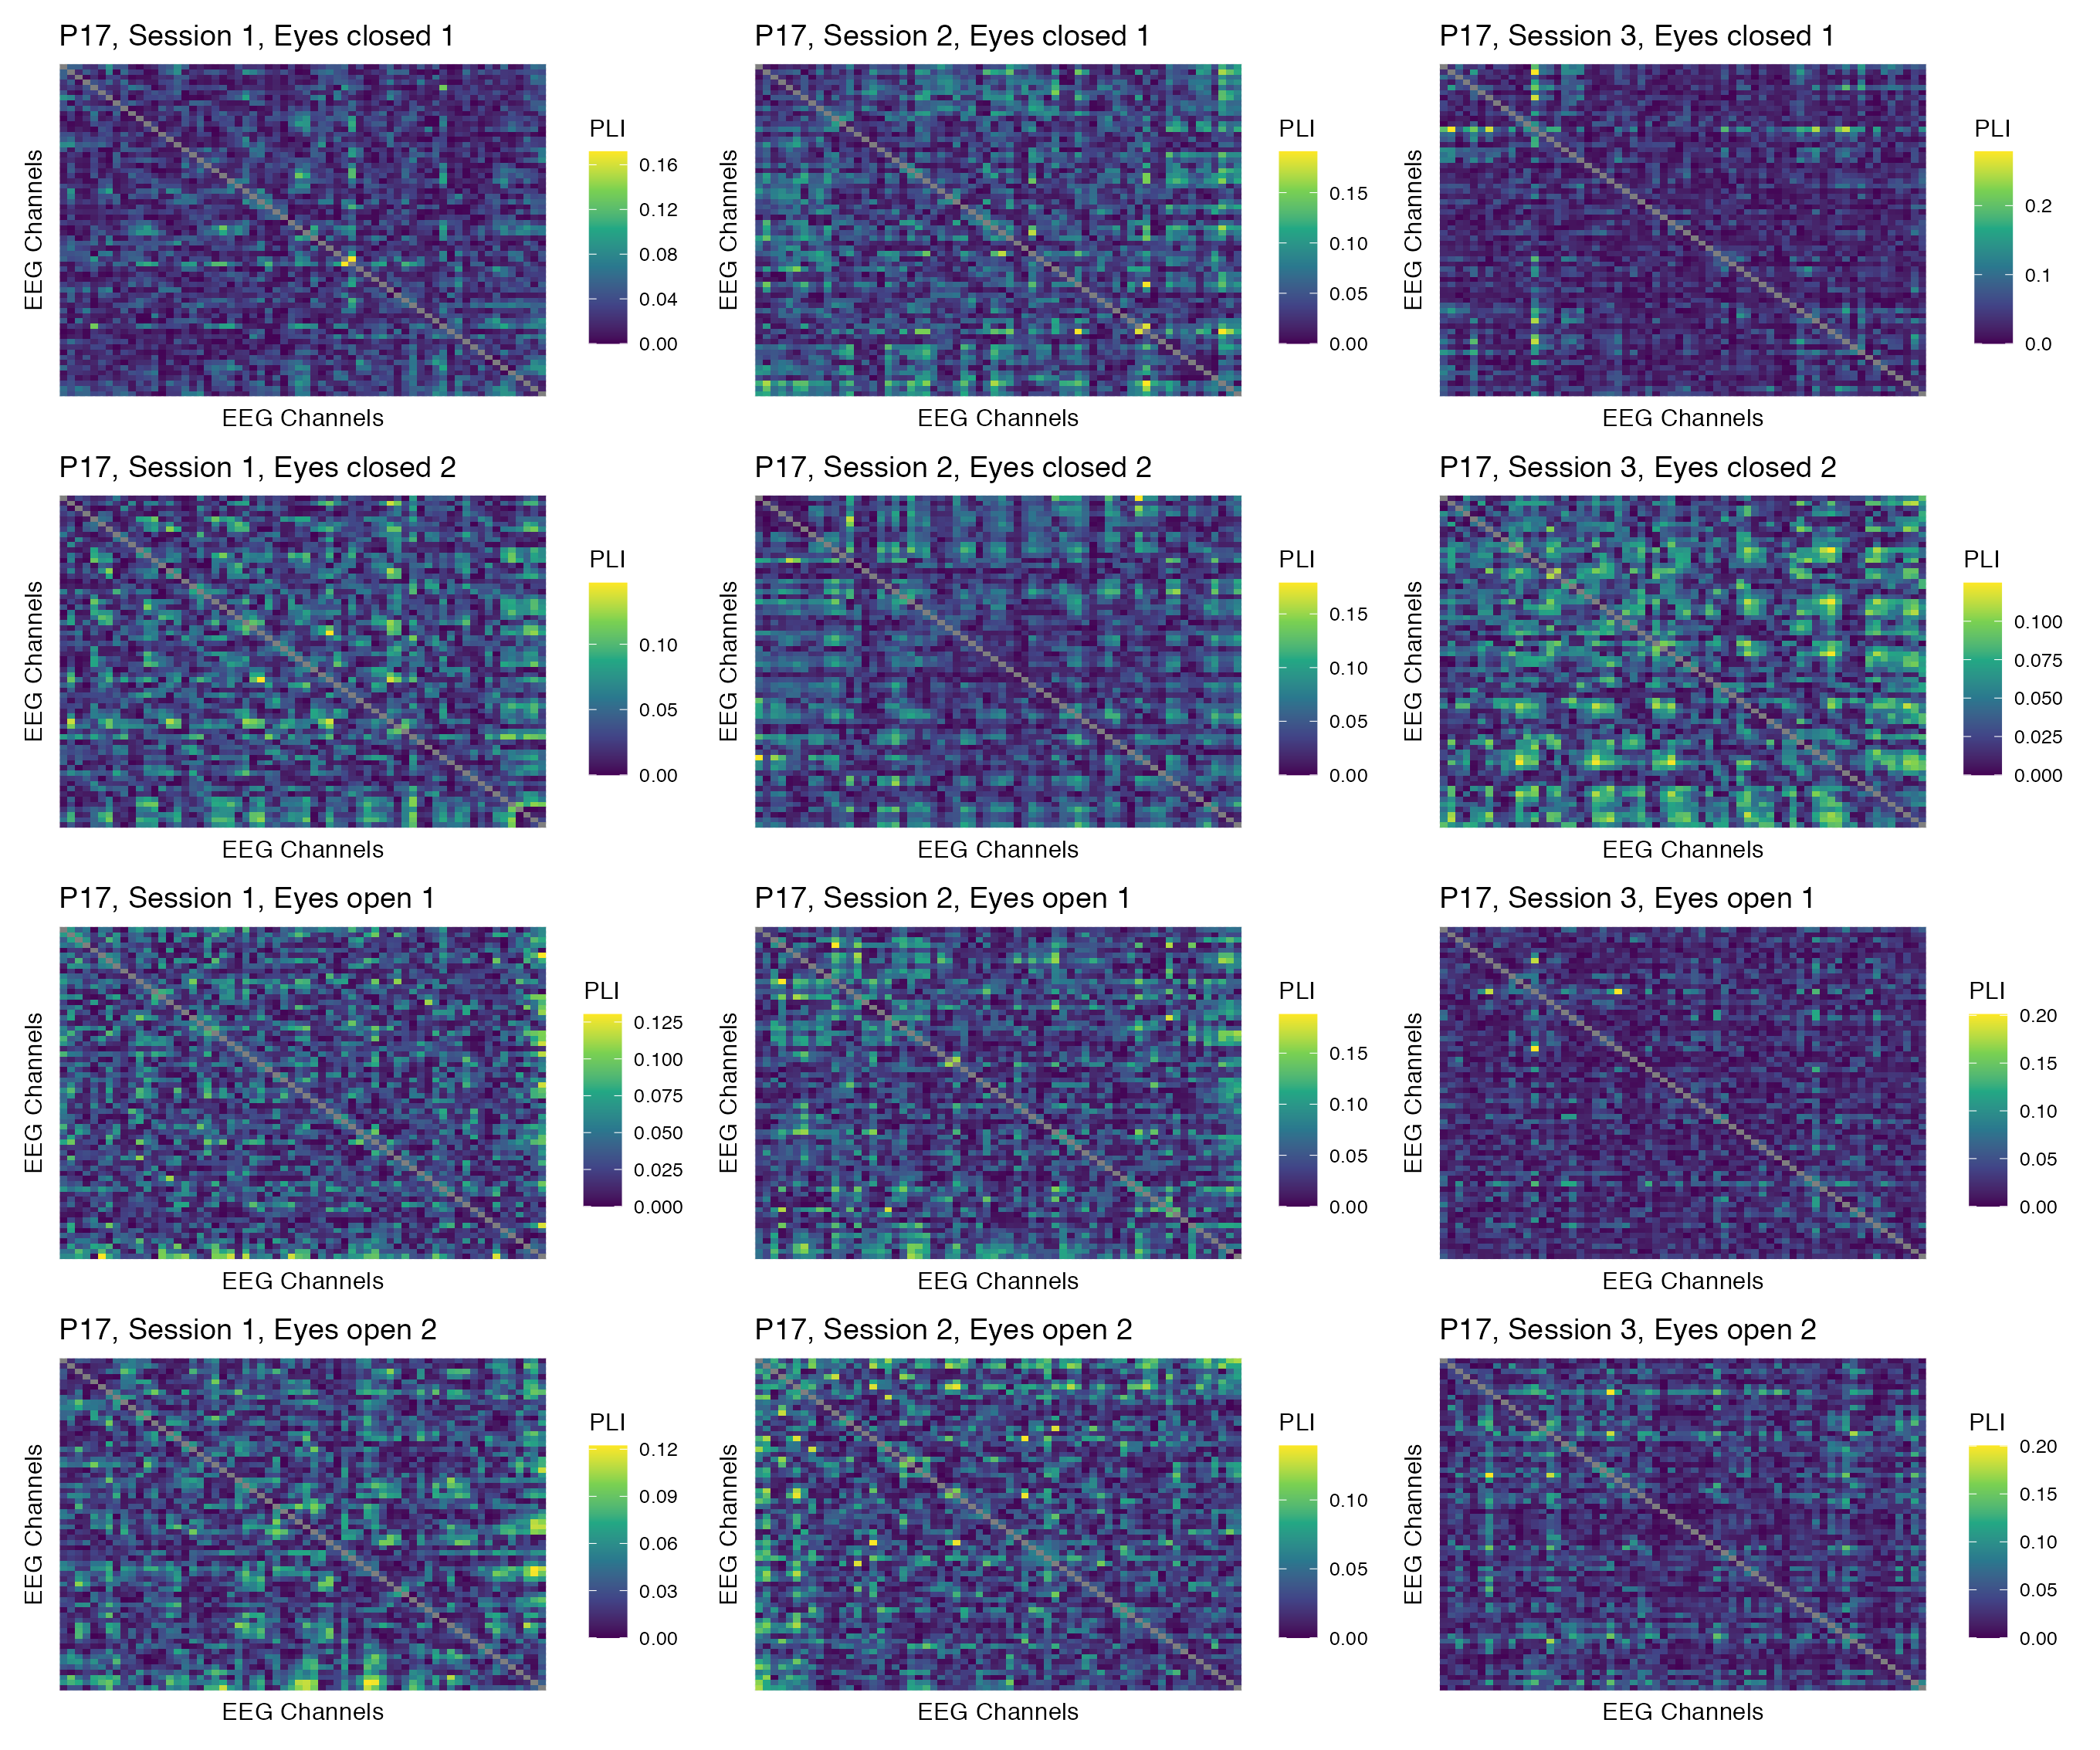 P17, Session 1, Eyes closed 1
EEG Channels
EEG Channels
PLI
0.16
0.12
0.08
0.04
0.00
P17, Session 2, Eyes closed 1
EEG Channels
EEG Channels
PLI
0.15
0.10
0.05
0.00
P17, Session 3, Eyes closed 1
EEG Channels
EEG Channels
PLI
0.2
0.1
0.0
P17, Session 1, Eyes closed 2
EEG Channels
EEG Channels
PLI
0.10
0.05
0.00
P17, Session 2, Eyes closed 2
EEG Channels
EEG Channels
PLI
0.15
0.10
0.05
0.00
P17, Session 3, Eyes closed 2
EEG Channels
EEG Channels
PLI
0.100
0.075
0.050
0.025
0.000
P17, Session 1, Eyes open 1
EEG Channels
EEG Channels
PLI
0.125
0.100
0.075
0.050
0.025
0.000
P17, Session 2, Eyes open 1
EEG Channels
EEG Channels
PLI
0.15
0.10
0.05
0.00
P17, Session 3, Eyes open 1
EEG Channels
EEG Channels
PLI
0.20
0.15
0.10
0.05
0.00
P17, Session 1, Eyes open 2
EEG Channels
EEG Channels
PLI
0.12
0.09
0.06
0.03
0.00
P17, Session 2, Eyes open 2
EEG Channels
EEG Channels
PLI
0.10
0.05
0.00
P17, Session 3, Eyes open 2
EEG Channels
EEG Channels
PLI
0.20
0.15
0.10
0.05
0.00